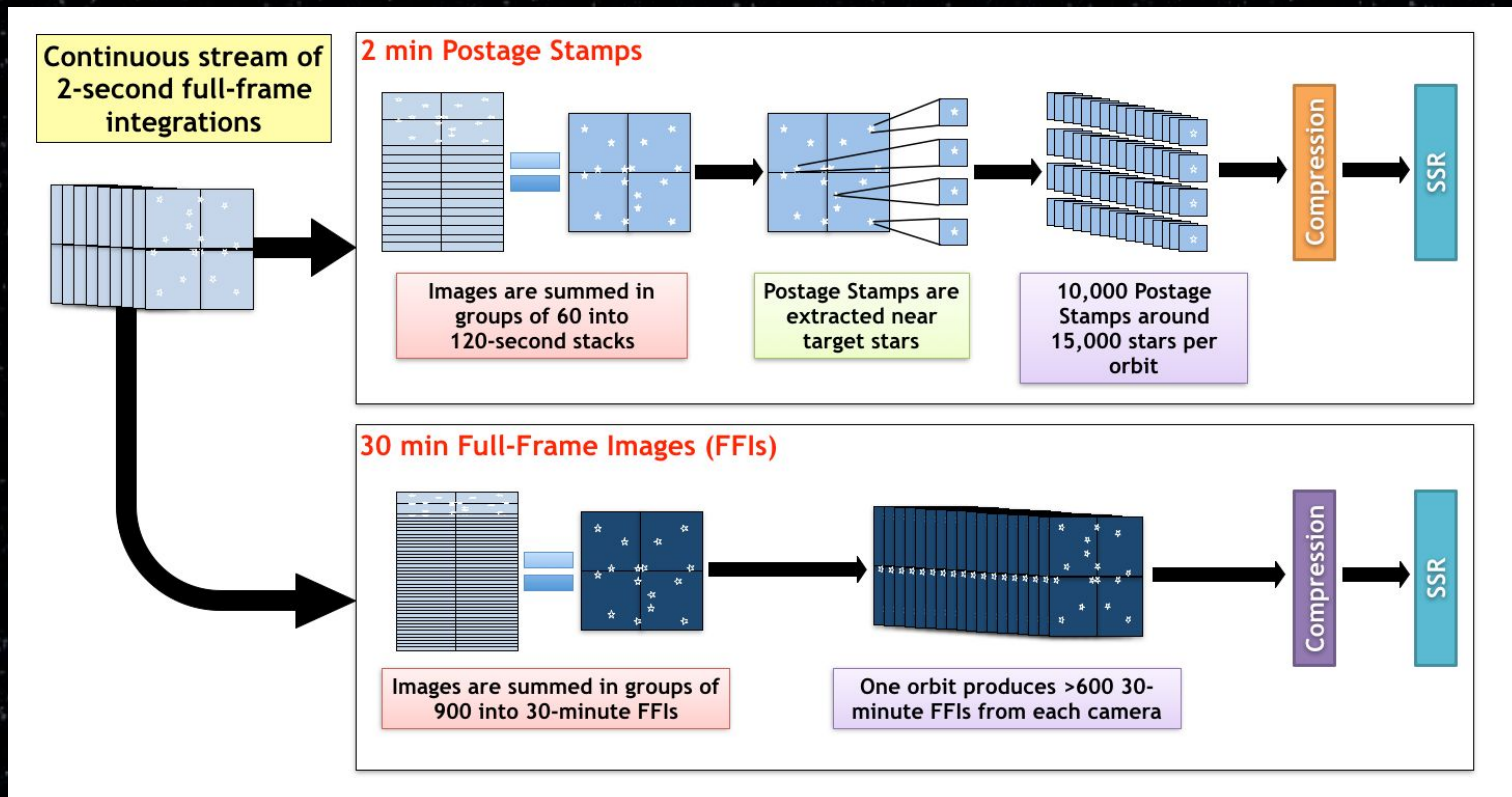 Continuous stream of
2-second full-frame
integrations
2 min Postage Stamps
Images are summed in
groups of 60 into
120-second stacks
Postage Stamps are
extracted near
target stars
10,000 Postage
Stamps around
15,000 stars per
orbit
Compression
SSR
30 min Full-Frame Images (FFIs)
Images are summed in groups of
900 into 30-minute FFIs
One orbit produces >600 30-
minute FFIs from each camera
Compression
SSR